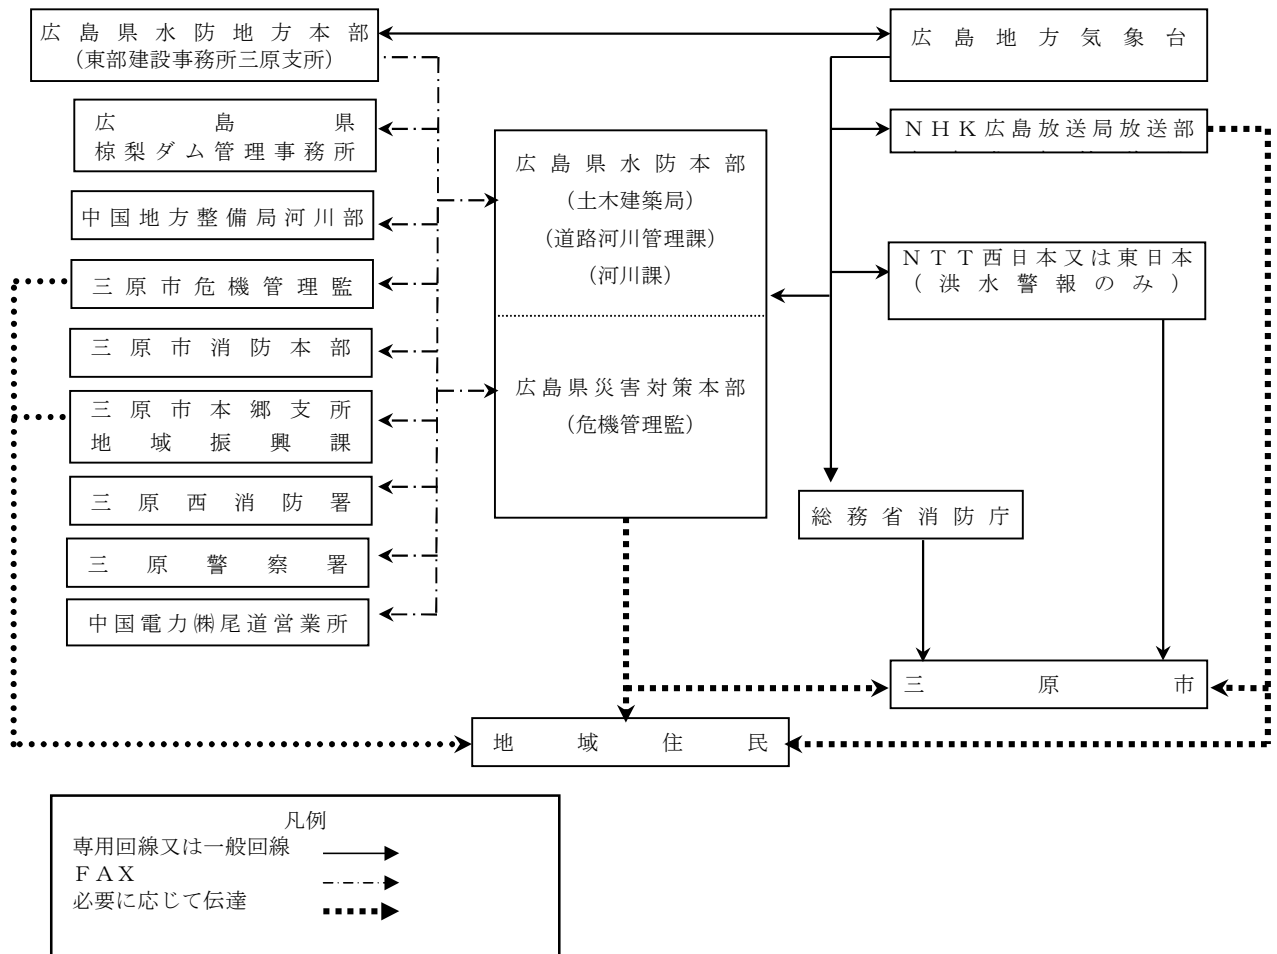 広島県水防地方本部
（東部建設事務所三原支所）
広島県
椋梨ダム管理事務所
中国地方整備局河川部
三原市危機管理監
三原市消防本部
三原市本郷支所
地域振興課
三原西消防署
三原警察署
中国電力㈱尾道営業所
広島県水防本部
（土木建築局）
（道路河川管理課）
（河川課）
広島県災害対策本部
（危機管理監）
広島地方気象台
ＮＨＫ広島放送局放送部
ＮＴＴ西日本又は東日本
（洪水警報のみ）
総務省消防庁
三原市
地域住民
凡例
専用回線又は一般回線
ＦＡＸ
必要に応じて伝達